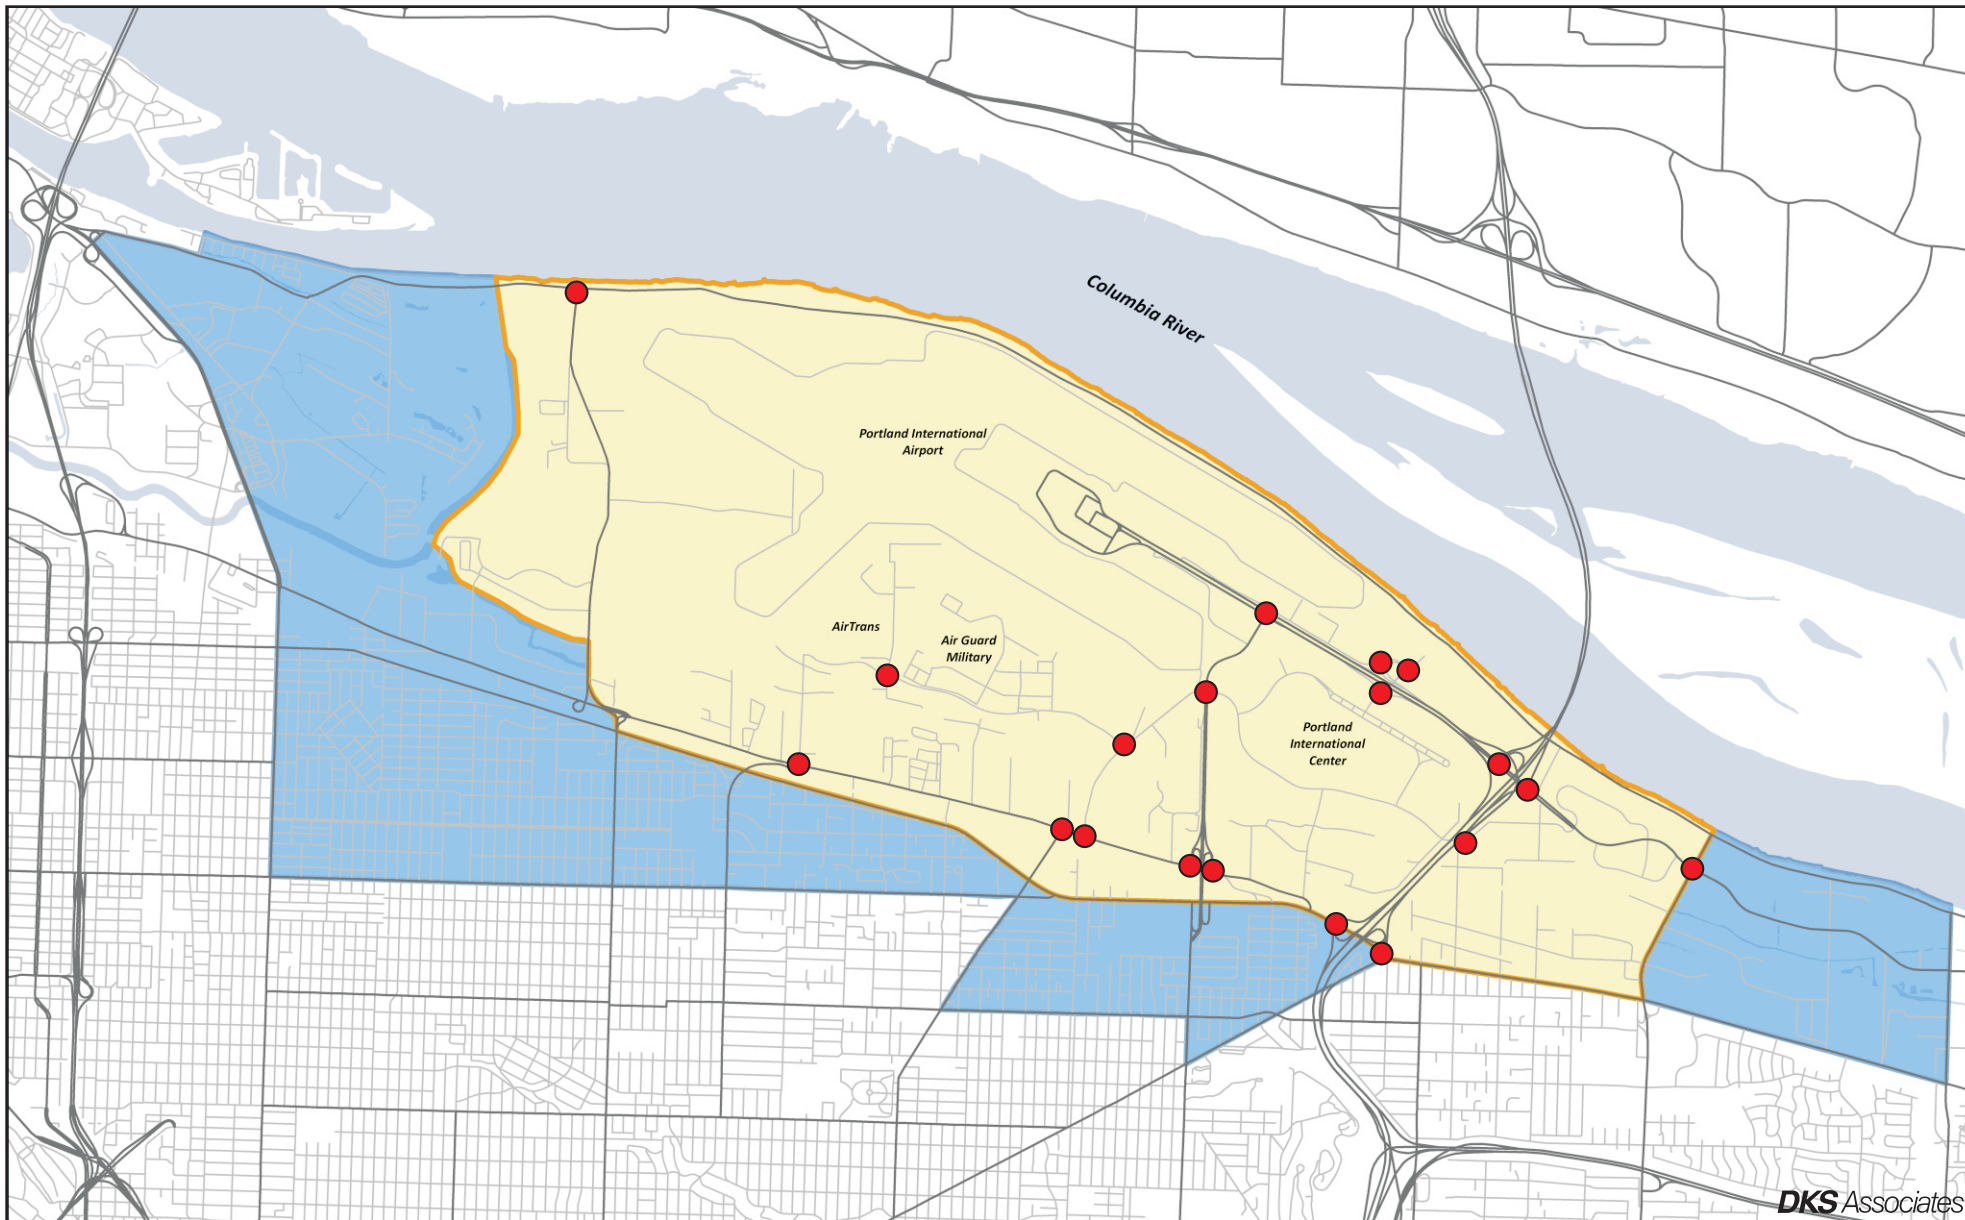 Columbia River
Portland International
Airport
AirTrans
Air Guard
Military
Portland
International
Center
DKS Associates